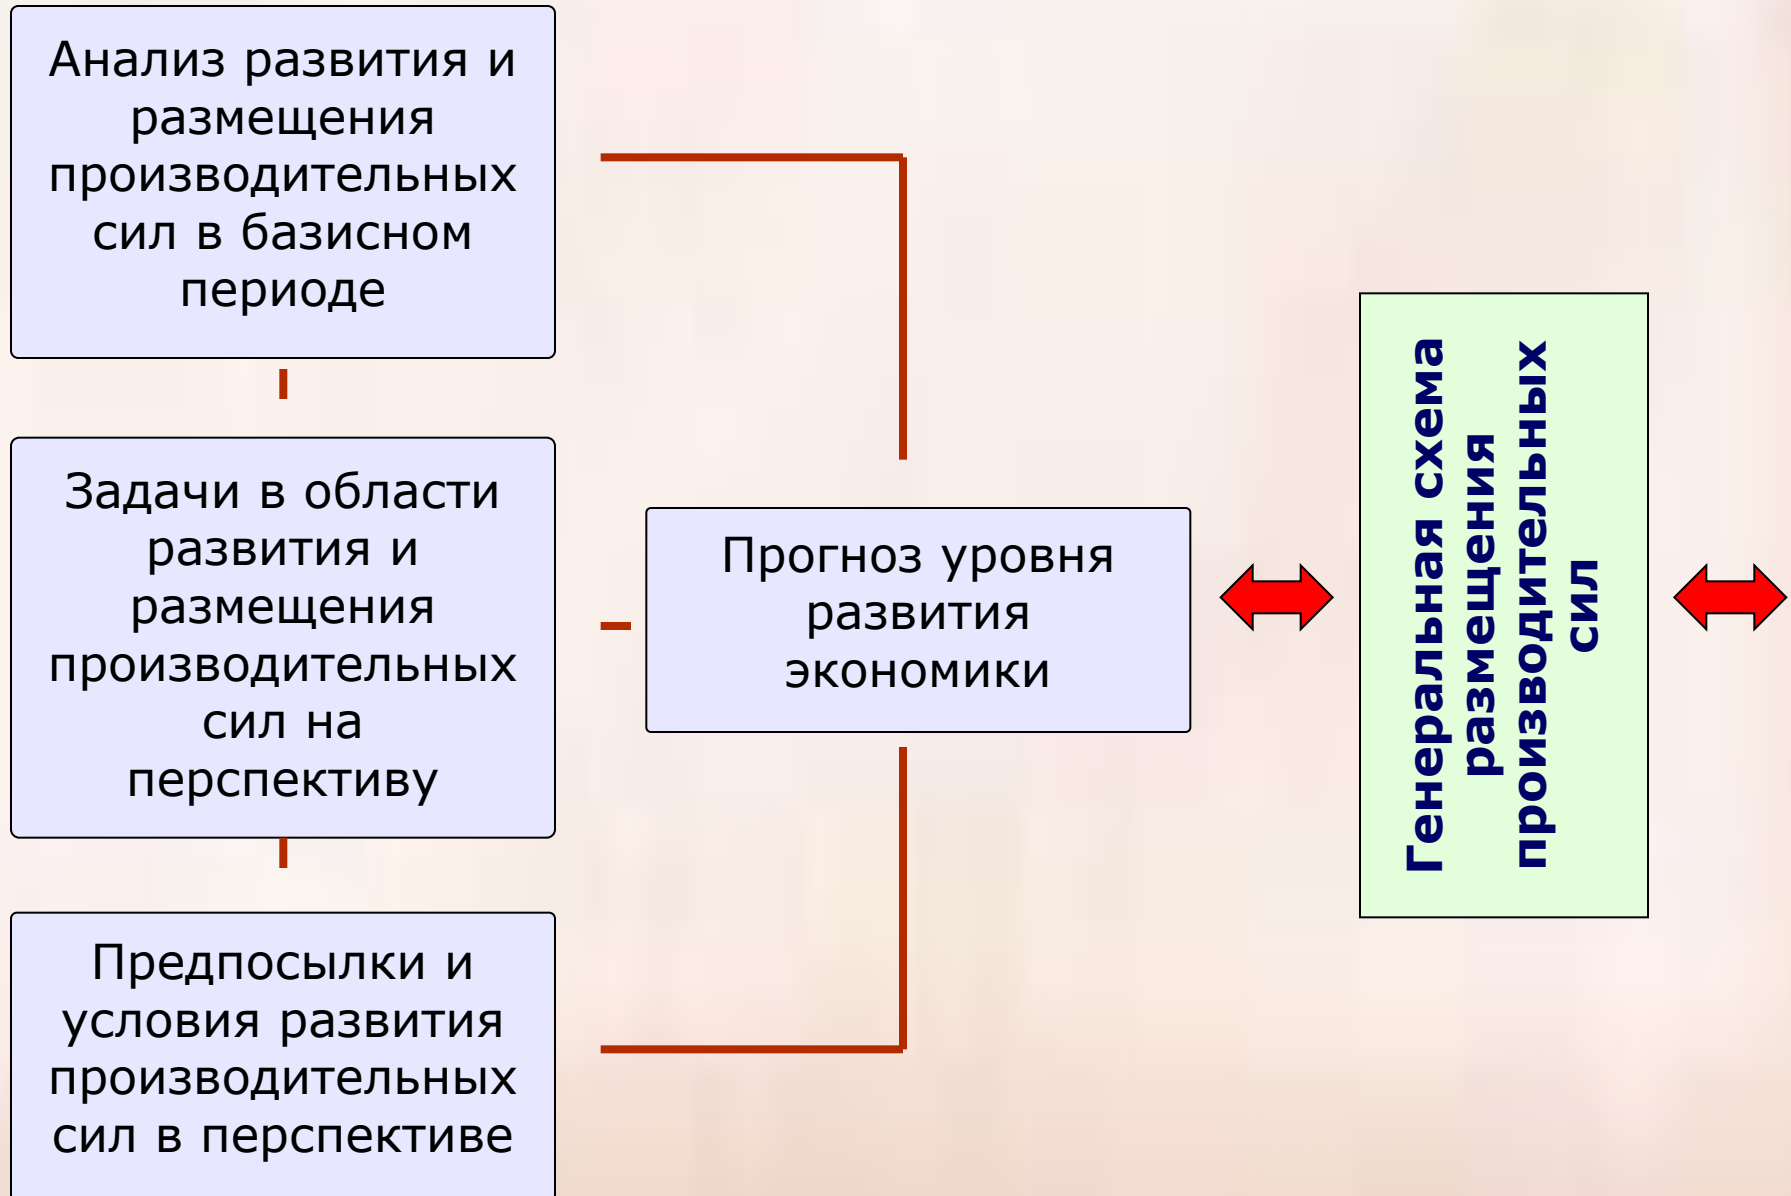 Анализ развития и
размещения
производительных
сил в базисном
периоде
Задачи в области
развития и
размещения
производительных
сил на
перспективу
Предпосылки и
условия развития
производительных
сил в перспективе
Прогноз уровня
развития
экономики
Генеральная схема
размещения
производительных
сил